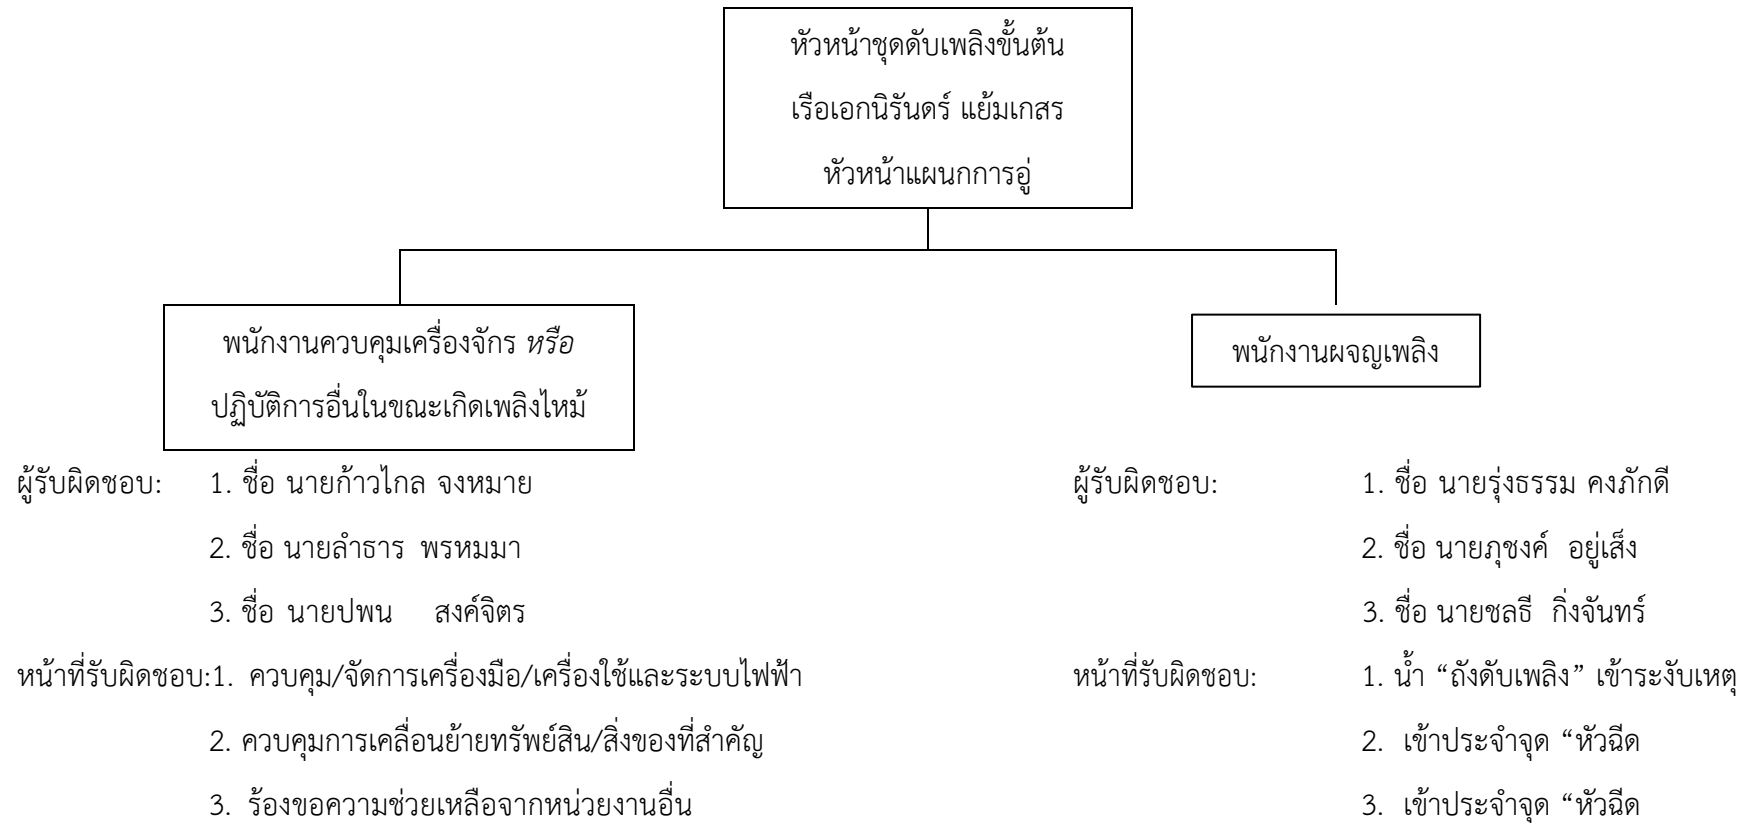 หัวหน้าชุดดับเพลิงขั้นต้น
เรือเอกนิรันดร์ แย้มเกสร
หัวหน้าแผนกการอู่
พนักงานควบคุมเครื่องจักร หรือ
ปฏิบัติการอื่นในขณะเกิดเพลิงไหม้
พนักงานผจญเพลิง
ผู้รับผิดชอบ: 1. ชื่อ นายก้าวไกล จงหมาย
2. ชื่อ นายลำธาร พรหมมา
3. ชื่อ นายปพน สงค์จิตร
หน้าที่รับผิดชอบ:1. ควบคุม/จัดการเครื่องมือ/เครื่องใช้และระบบไฟฟ้า
2. ควบคุมการเคลื่อนย้ายทรัพย์สิน/สิ่งของที่สำคัญ
3. ร้องขอความช่วยเหลือจากหน่วยงานอื่น
ผู้รับผิดชอบ: 1. ชื่อ นายรุ่งธรรม คงภักดี
2. ชื่อ นายภุชงค์ อยู่เส็ง
3. ชื่อ นายชลธี กิ่งจันทร์
หน้าที่รับผิดชอบ: 1. น้ำ “ถังดับเพลิง” เข้าระงับเหตุ
2. เข้าประจำจุด “หัวฉีด
3. เข้าประจำจุด “หัวฉีด